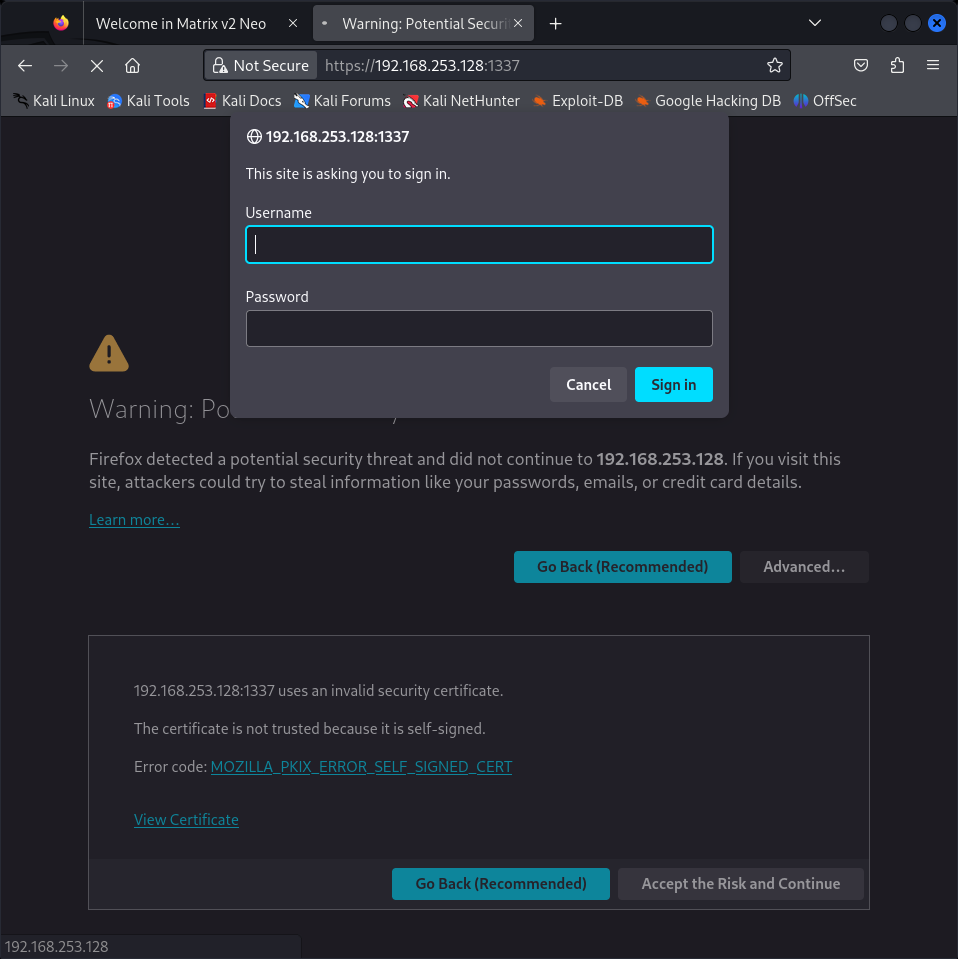 Welcome in Matrix v2 Neo
Warning: Potential Securi
Not Secure
https://192.168.253.128:1337
Kali Linux
Kali Tools
Kali Docs
Kali Forums
Kali NetHunter
Exploit-DB
Google Hacking DB
OffSec
192.168.253.128:1337
This site is asking you to sign in.
Username
Password
Cancel
Sign in
Warning: Po
Firefox detected a potential security threat and did not continue to 192.168.253.128. If you visit this
site, attackers could try to steal information like your passwords, emails, or credit card details.
Learn more…
Go Back (Recommended)
Advanced…
192.168.253.128:1337 uses an invalid security certificate.
The certificate is not trusted because it is self-signed.
Error code: MOZILLA_PKIX_ERROR_SELF_SIGNED_CERT
View Certificate
Go Back (Recommended)
Accept the Risk and Continue
192.168.253.128